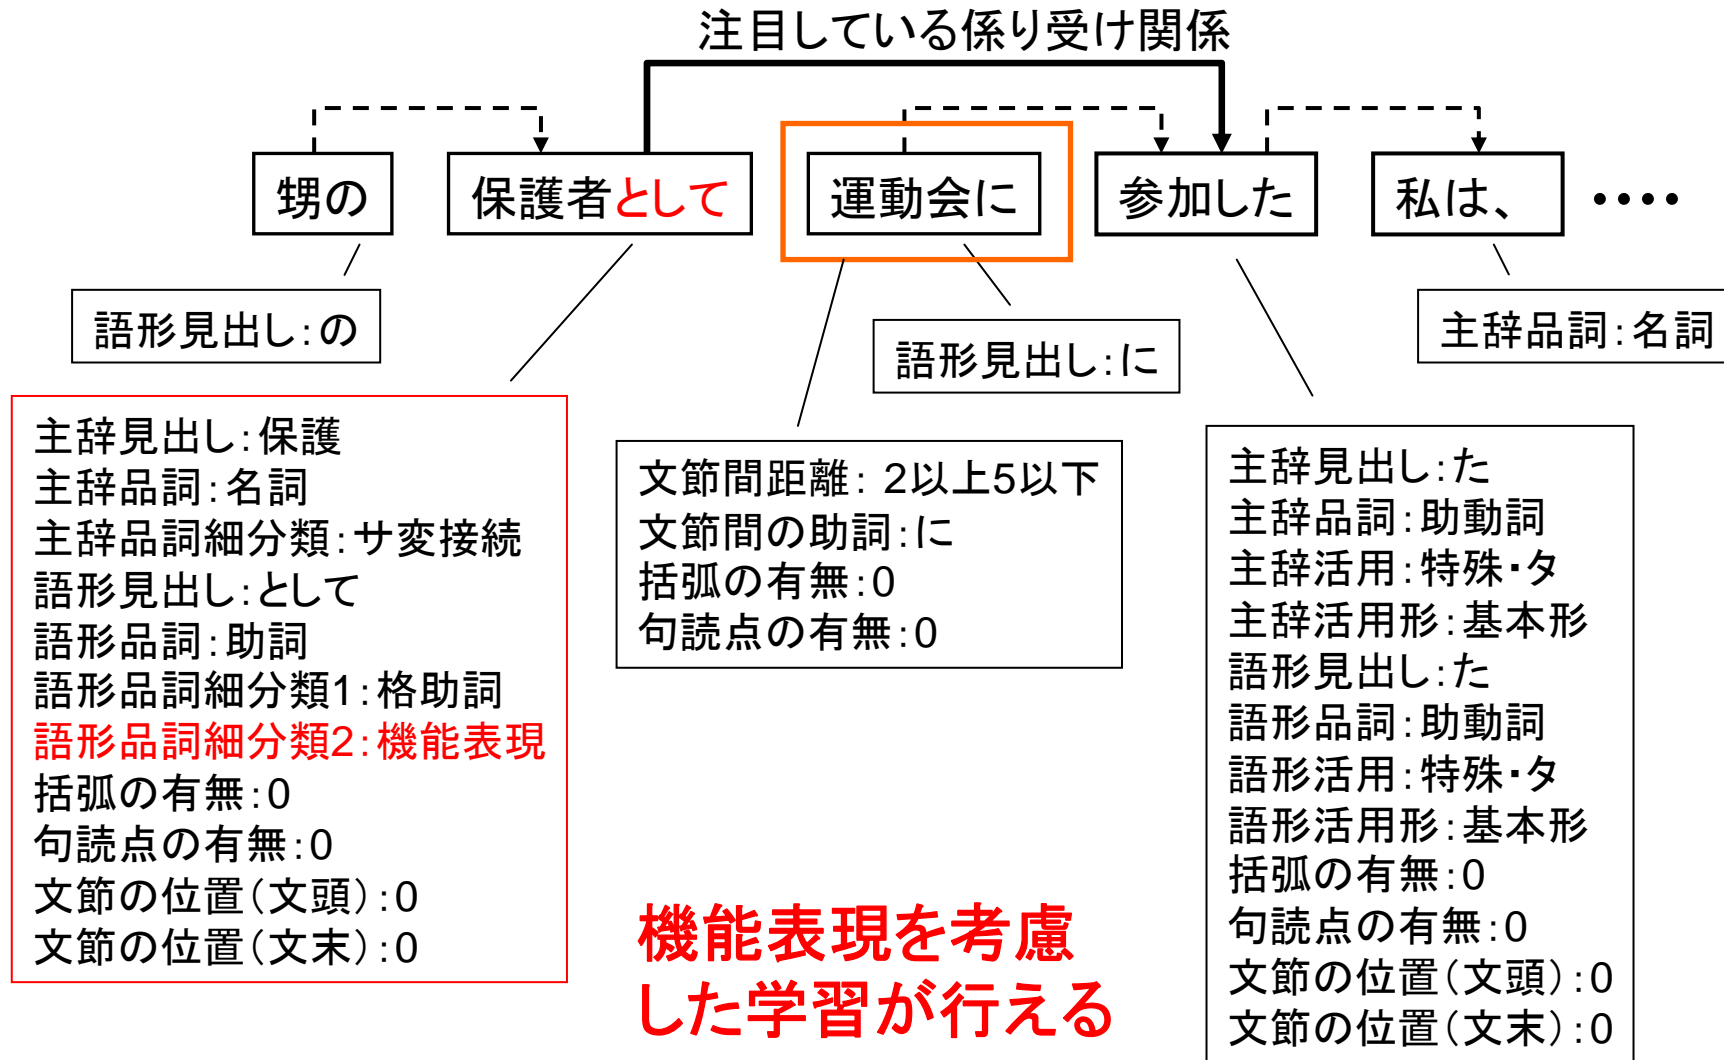 注目している係り受け関係
甥の
保護者として
運動会に
参加した
私は、
・・・・
語形見出し:の
語形見出し:に
主辞品詞:名詞
主辞見出し:保護
主辞品詞:名詞
主辞品詞細分類:サ変接続
語形見出し:として
語形品詞:助詞
語形品詞細分類1:格助詞
語形品詞細分類2:機能表現
括弧の有無:0
句読点の有無:0
文節の位置(文頭):0
文節の位置(文末):0
文節間距離: 2以上5以下
文節間の助詞:に
括弧の有無:0
句読点の有無:0
主辞見出し:た
主辞品詞:助動詞
主辞活用:特殊・タ
主辞活用形:基本形
語形見出し:た
語形品詞:助動詞
語形活用:特殊・タ
語形活用形:基本形
括弧の有無:0
句読点の有無:0
文節の位置(文頭):0
文節の位置(文末):0
機能表現を考慮
した学習が行える